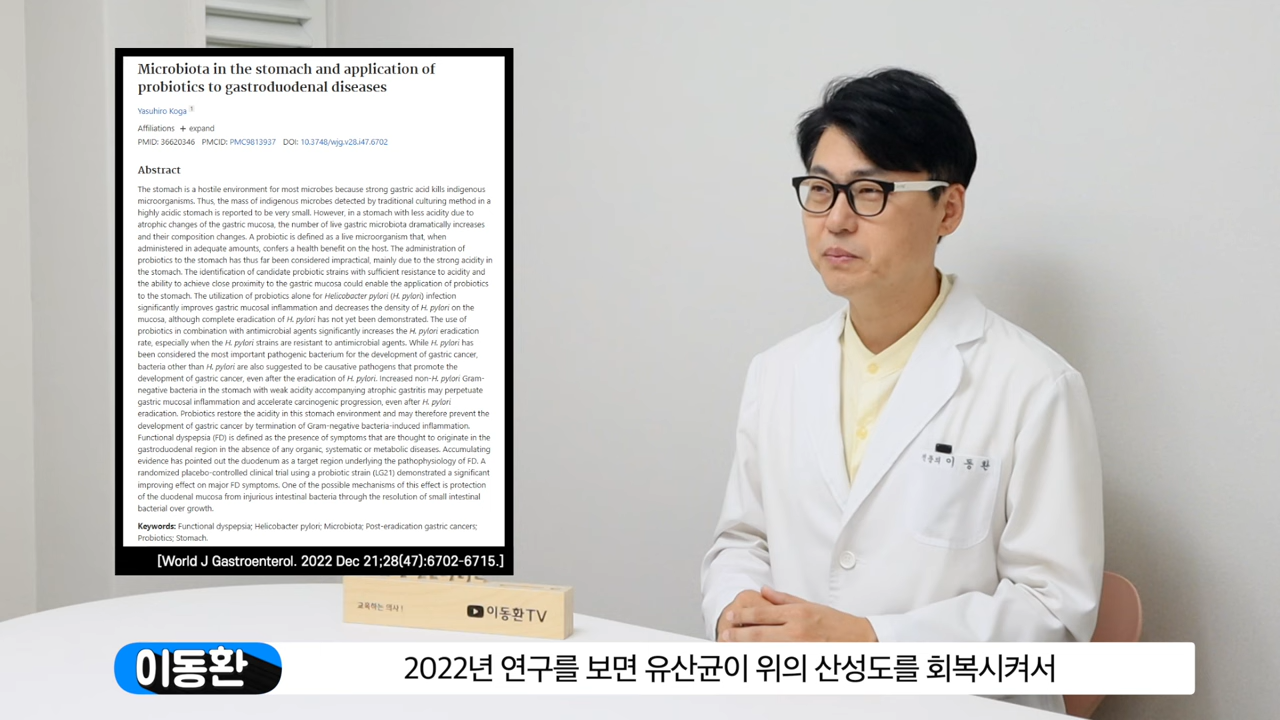 Microbiota in the stomach and application of
probiotics to gastroduodenal diseases
Yasuhiro Koga 1
Affiliations + expand
PMID: 36620346 PMCID: PMC9813937 DOI: 10.3748/wjg.v28.i47.6702
Abstract
The stomach is a hostile environment for most microbes because strong gastric acid kills indigenous
microorganisms. Thus, the mass of indigenous microbes detected by traditional culturing method in a
highly acidic stomach is reported to be very small. However, in a stomach with less acidity due to
atrophic changes of the gastric mucosa, the number of live gastric microbiota dramatically increases
and their composition changes. A probiotic is defined as a live microorganism that, when
administered in adequate amounts, confers a health benefit on the host. The administration of
probiotics to the stomach has thus far been considered impractical, mainly due to the strong acidity in
the stomach. The identification of candidate probiotic strains with sufficient resistance to acidity and
the ability to achieve close proximity to the gastric mucosa could enable the application of probiotics
to the stomach. The utilization of probiotics alone for Helicobacter pylori (H. pylori) infection
significantly improves gastric mucosal inflammation and decreases the density of H. pylori on the
mucosa, although complete eradication of H. pylori has not yet been demonstrated. The use of
probiotics in combination with antimicrobial agents significantly increases the H. pylori eradication
rate, especially when the H. pylori strains are resistant to antimicrobial agents. While H. pylori has
been considered the most important pathogenic bacterium for the development of gastric cancer,
bacteria other than H. pylori are also suggested to be causative pathogens that promote the
development of gastric cancer, even after the eradication of H. pylori. Increased non-H. pylori Gram-
negative bacteria in the stomach with weak acidity accompanying atrophic gastritis may perpetuate
gastric mucosal inflammation and accelerate carcinogenic progression, even after H. pylori
eradication. Probiotics restore the acidity in this stomach environment and may therefore prevent the
development of gastric cancer by termination of Gram-negative bacteria-induced inflammation.
Functional dyspepsia (FD) is defined as the presence of symptoms that are thought to originate in the
gastroduodenal region in the absence of any organic, systematic or metabolic diseases. Accumulating
evidence has pointed out the duodenum as a target region underlying the pathophysiology of FD. A
randomized placebo-controlled clinical trial using a probiotic strain (LG21) demonstrated a significant
improving effect on major FD symptoms. One of the possible mechanisms of this effect is protection
of the duodenal mucosa from injurious intestinal bacteria through the resolution of small intestinal
bacterial over growth.
Keywords: Functional dyspepsia; Helicobacter pylori; Microbiota; Post-eradication gastric cancers;
Probiotics; Stomach.
[World J Gastroenterol. 2022 Dec 21;28(47):6702-6715.]
이 동 환
교육하는 의사!
이동환TV
이동환
2022년 연구를 보면 유산균이 위의 산성도를 회복시켜서